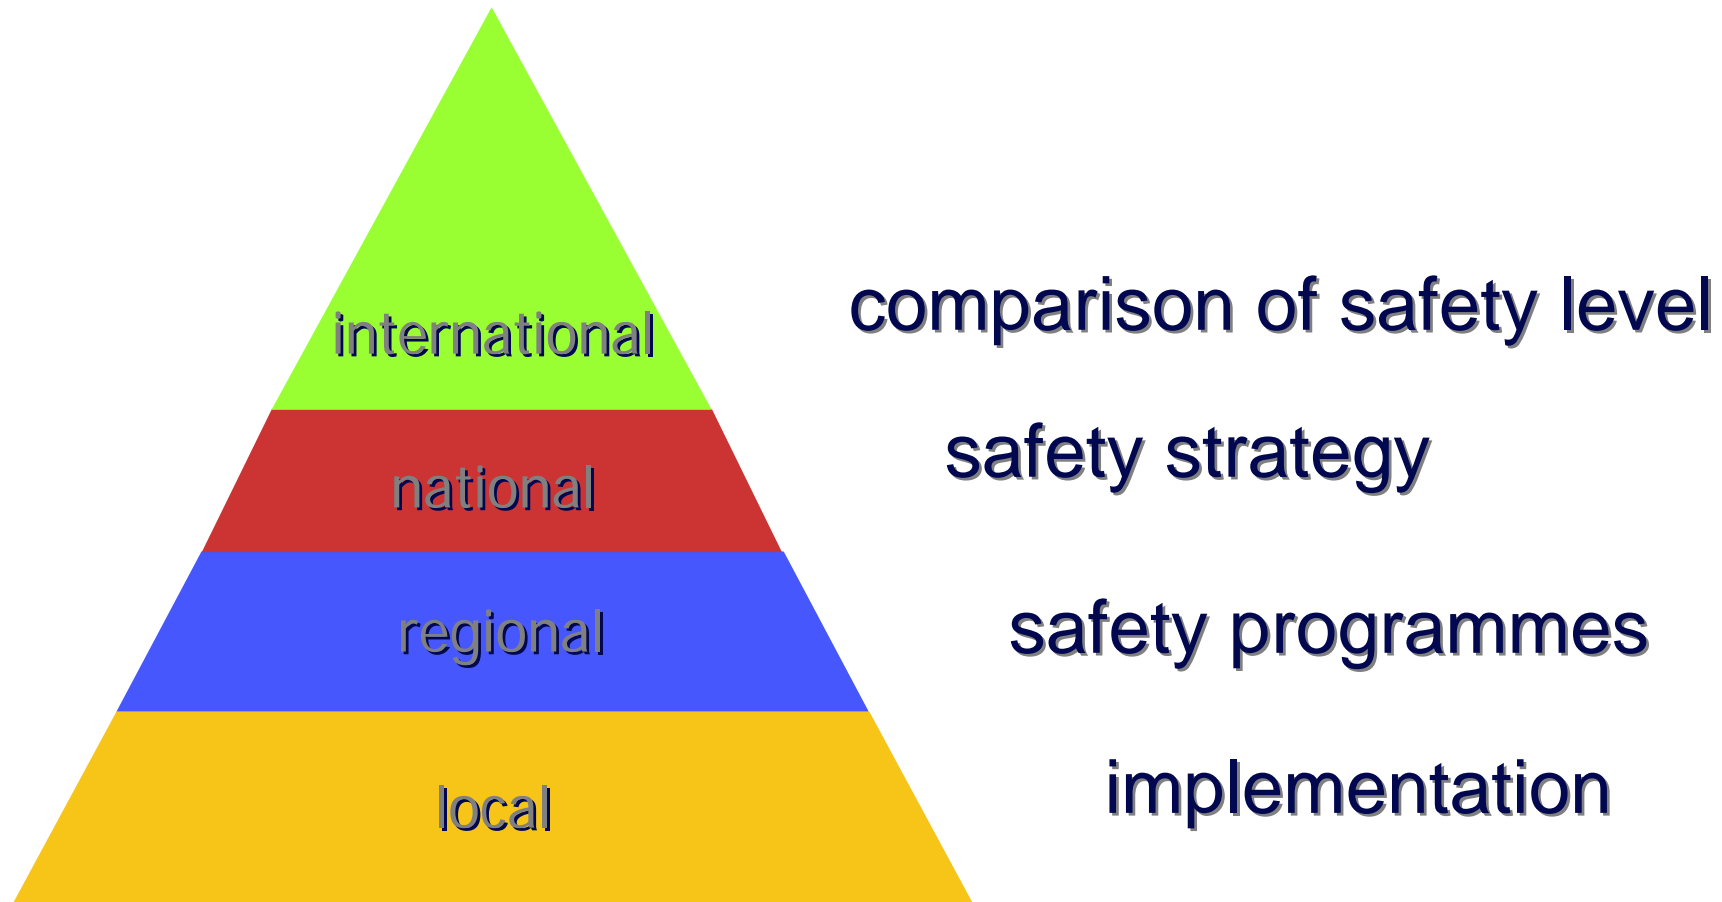 international
comparison of safety level
national
safety strategy
regional
safety programmes
local
implementation